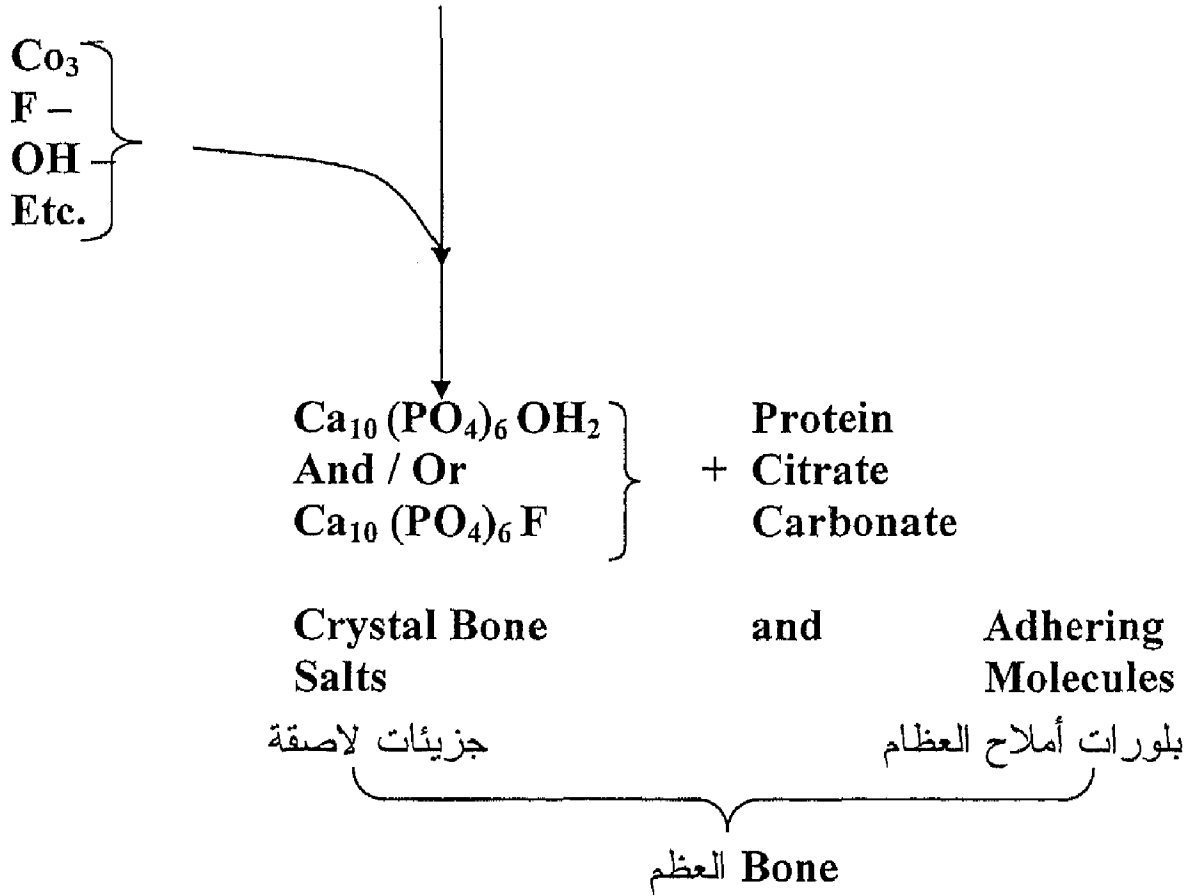 Co₃⁻
F –
OH –
Etc.
Ca₁₀ (PO₄)₆ OH₂
And / Or
Ca₁₀ (PO₄)₆ F
+
Protein
Citrate
Carbonate
Crystal Bone
Salts
and
Adhering
Molecules
جزيئات لاصقة
بلورات أملاح العظام
العظم Bone